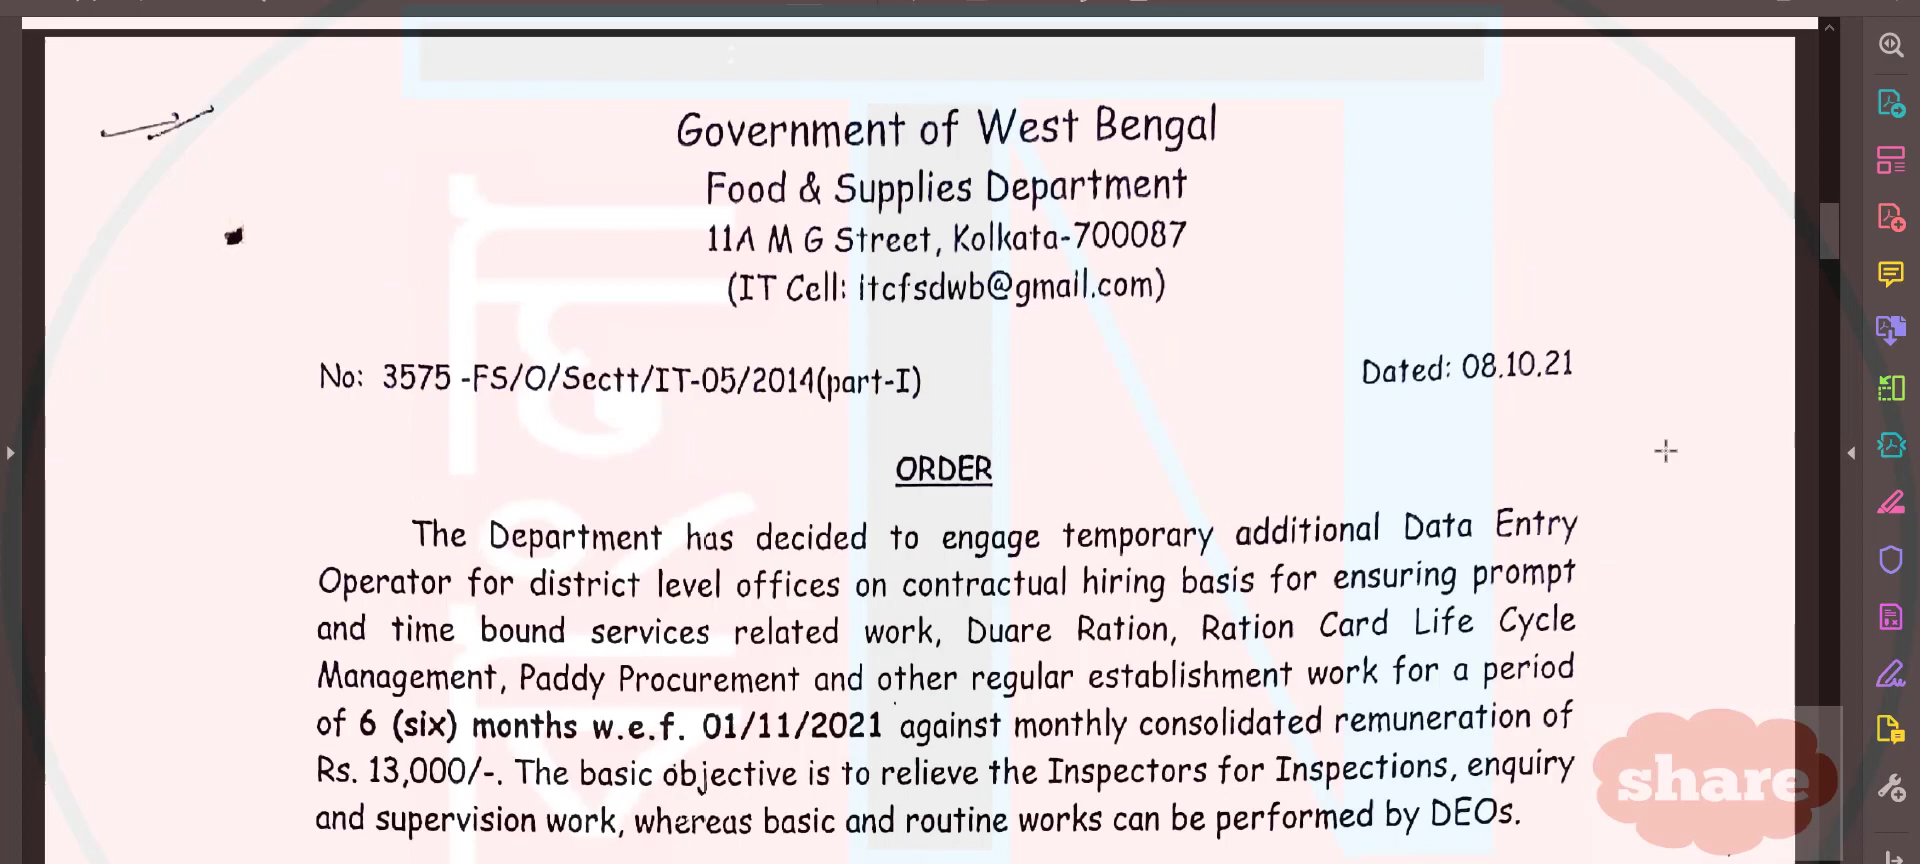 Government of West Bengal
Food & Supplies Department
11A M G Street, Kolkata-700087
(IT Cell: itcfsdwb@gmail.com)
No: 3575 -FS/O/Sectt/IT-05/2014(part-I)
Dated: 08.10.21
ORDER
The Department has decided to engage temporary additional Data Entry
Operator for district level offices on contractual hiring basis for ensuring prompt
and time bound services related work, Duare Ration, Ration Card Life Cycle
Management, Paddy Procurement and other regular establishment work for a period
of 6 (six) months w.e.f. 01/11/2021 against monthly consolidated remuneration of
Rs. 13,000/-. The basic objective is to relieve the Inspectors for Inspections, enquiry
and supervision work, whereas basic and routine works can be performed by DEOs.
share